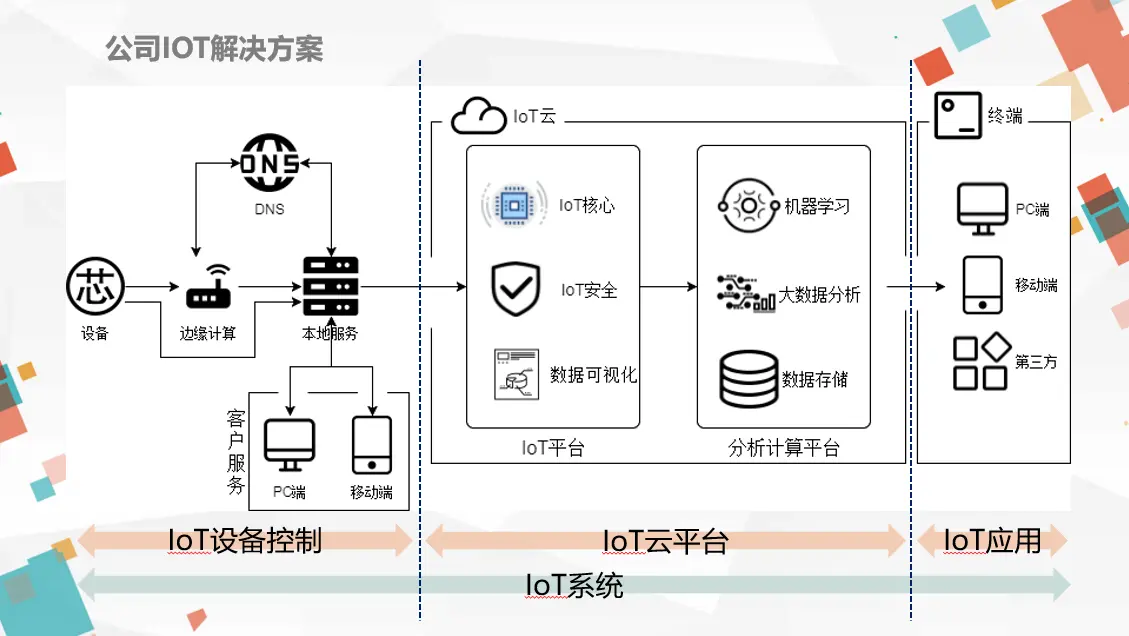 公司IOT解决方案
DNS
DNS
芯
设备
边缘计算
本地服务
客户服务
PC端
移动端
IoT云
IoT核心
IoT安全
数据可视化
IoT平台
机器学习
大数据分析
数据存储
分析计算平台
终端
PC端
移动端
第三方
IoT设备控制
IoT云平台
IoT应用
IoT系统